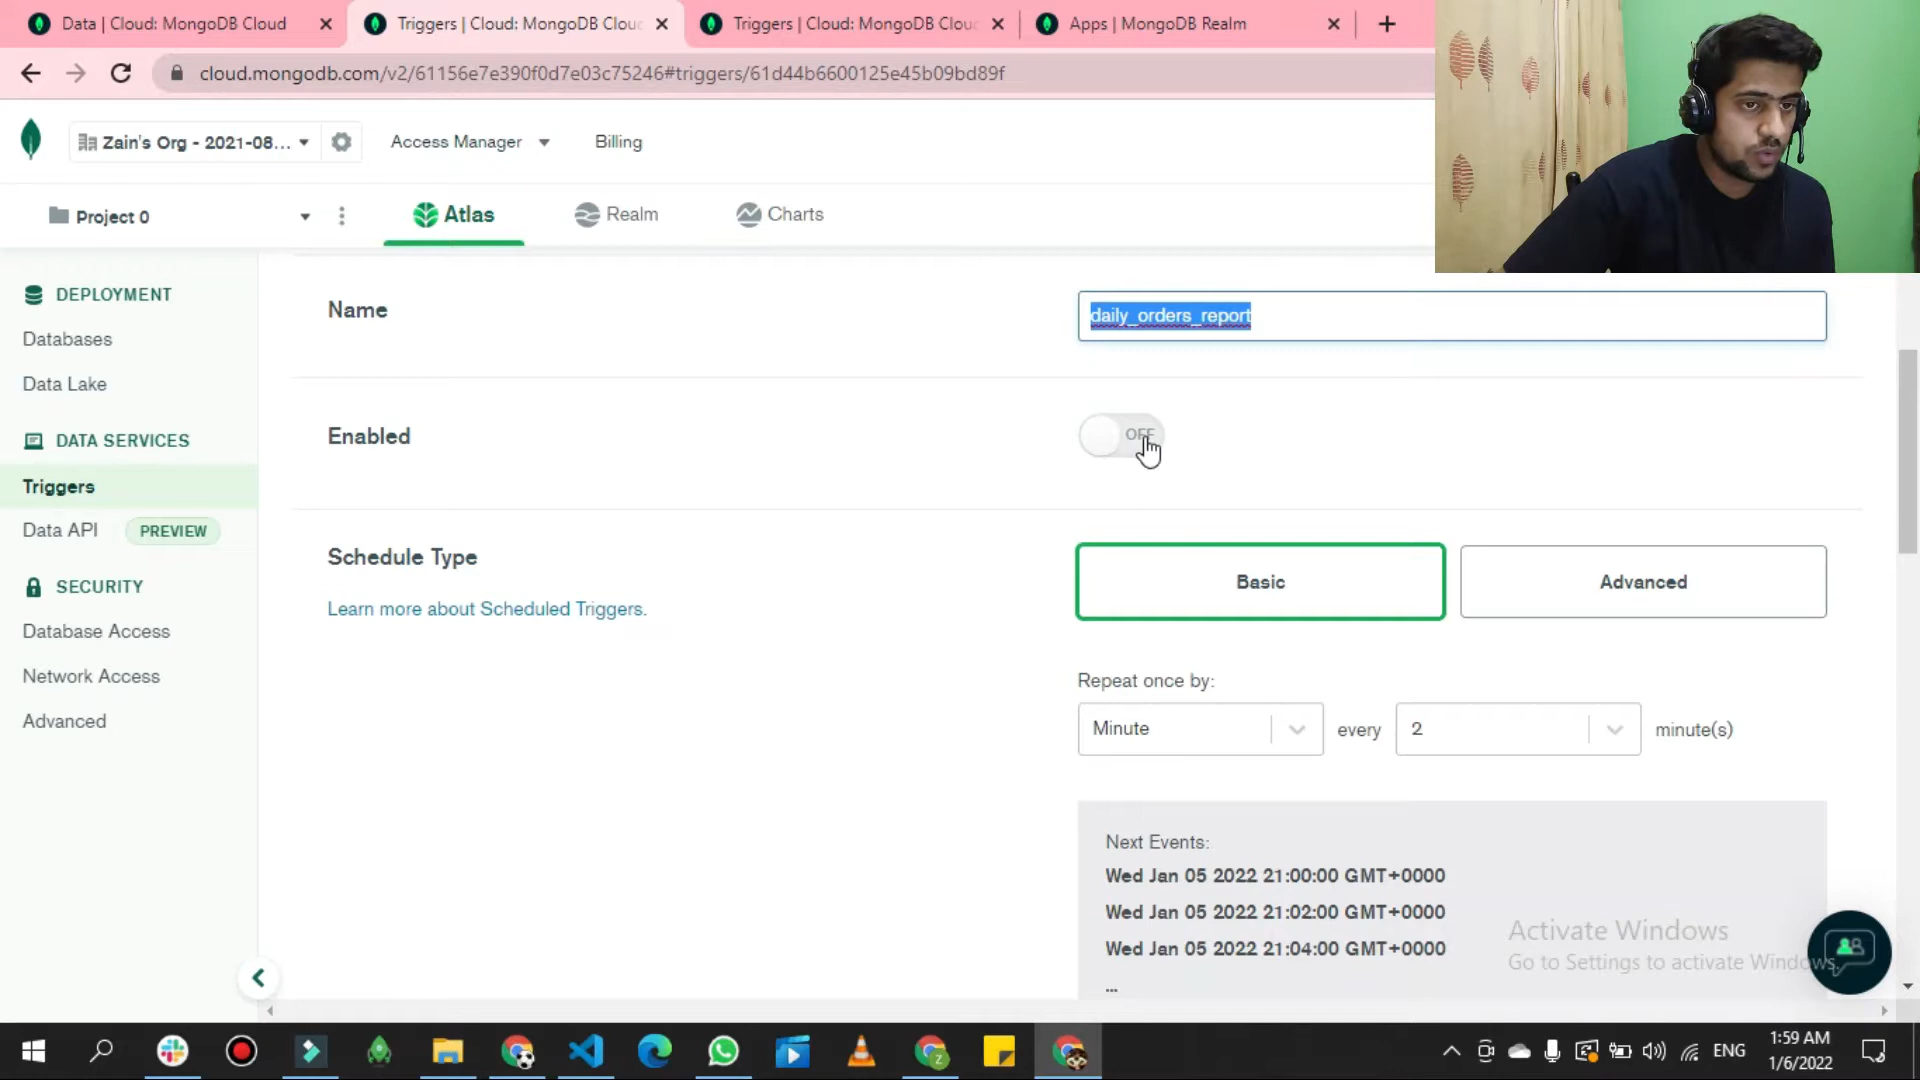 Data | Cloud: MongoDB Cloud
Triggers | Cloud: MongoDB Clou
Triggers | Cloud: MongoDB Clou
Apps | MongoDB Realm
cloud.mongodb.com/v2/61156e7e390f0d7e03c75246#triggers/61d44b6600125e45b09bd89f
Zain's Org - 2021-08...
Access Manager
Billing
Project 0
Atlas
Realm
Charts
DEPLOYMENT
Databases
Data Lake
DATA SERVICES
Triggers
Data API PREVIEW
SECURITY
Database Access
Network Access
Advanced
Name
daily_orders_report
Enabled
OFF
Schedule Type
Learn more about Scheduled Triggers.
Basic
Advanced
Repeat once by:
Minute every 2 minute(s)
Next Events:
Wed Jan 05 2022 21:00:00 GMT+0000
Wed Jan 05 2022 21:02:00 GMT+0000
Wed Jan 05 2022 21:04:00 GMT+0000
...
Activate Windows
Go to Settings to activate Windows.
ENG
1:59 AM
1/6/2022